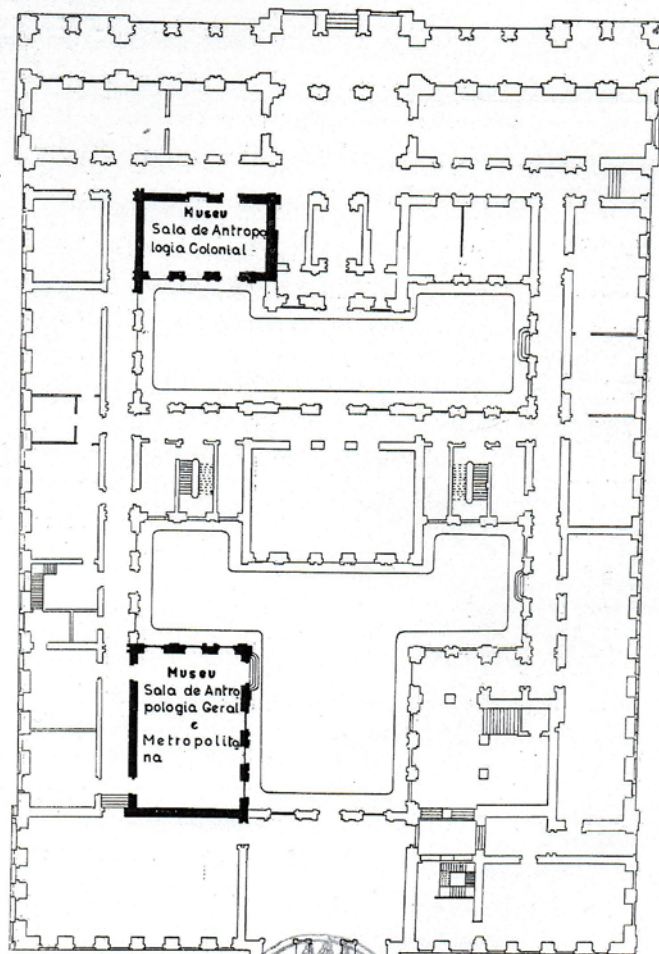 Museu
Sala de Antropo
logia Colonial -
Museu
Sala de Antro
pologia Geral
e
Metropolita
na